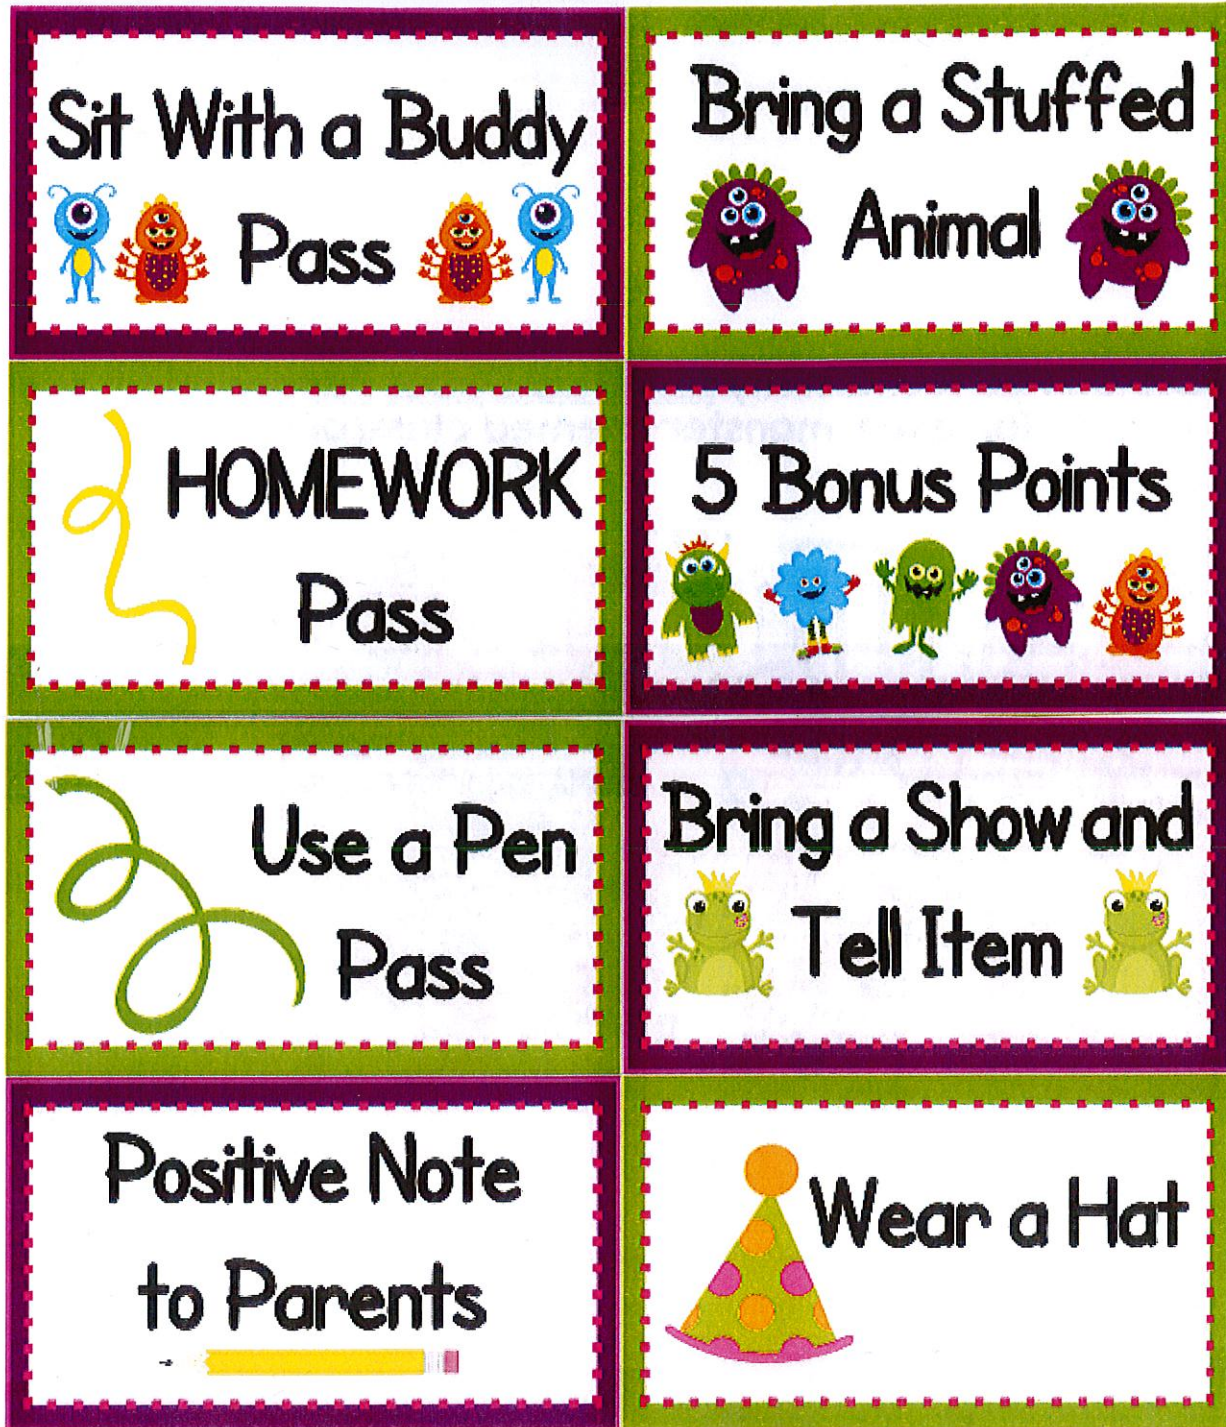 Sit With a Buddy
Pass
Bring a Stuffed
Animal
HOMEWORK
Pass
5 Bonus Points
Use a Pen
Pass
Bring a Show and
Tell Item
Positive Note
to Parents
Wear a Hat